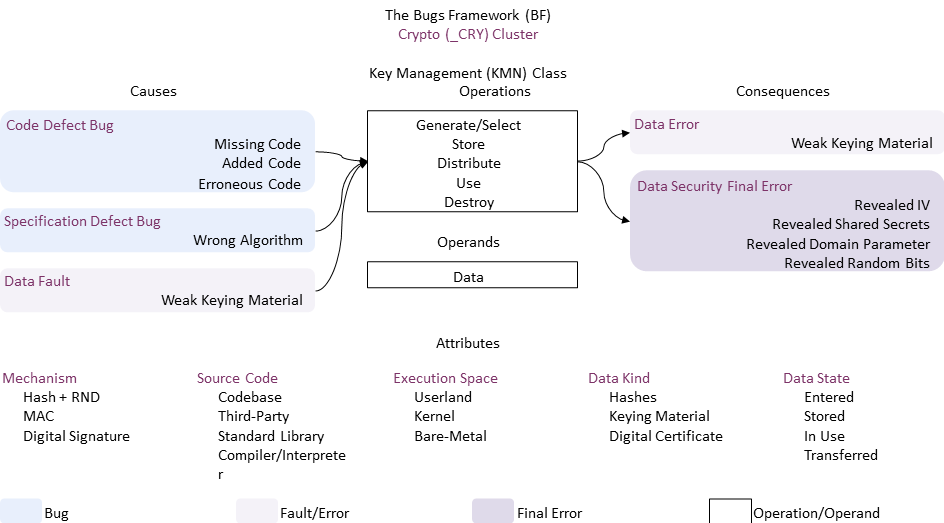 The Bugs Framework (BF)
Crypto (_CRY) Cluster
Key Management (KMN) Class
Causes
Operations
Consequences
Code Defect Bug
Missing Code
Added Code
Erroneous Code
Specification Defect Bug
Wrong Algorithm
Data Fault
Weak Keying Material
Generate/Select
Store
Distribute
Use
Destroy
Operands
Data
Data Error
Weak Keying Material
Data Security Final Error
Revealed IV
Revealed Shared Secrets
Revealed Domain Parameter
Revealed Random Bits
Attributes
Mechanism
Hash + RND
MAC
Digital Signature
Source Code
Codebase
Third-Party
Standard Library
Compiler/Interprete
r
Execution Space
Userland
Kernel
Bare-Metal
Data Kind
Hashes
Keying Material
Digital Certificate
Data State
Entered
Stored
In Use
Transferred
Bug
Fault/Error
Final Error
Operation/Operand